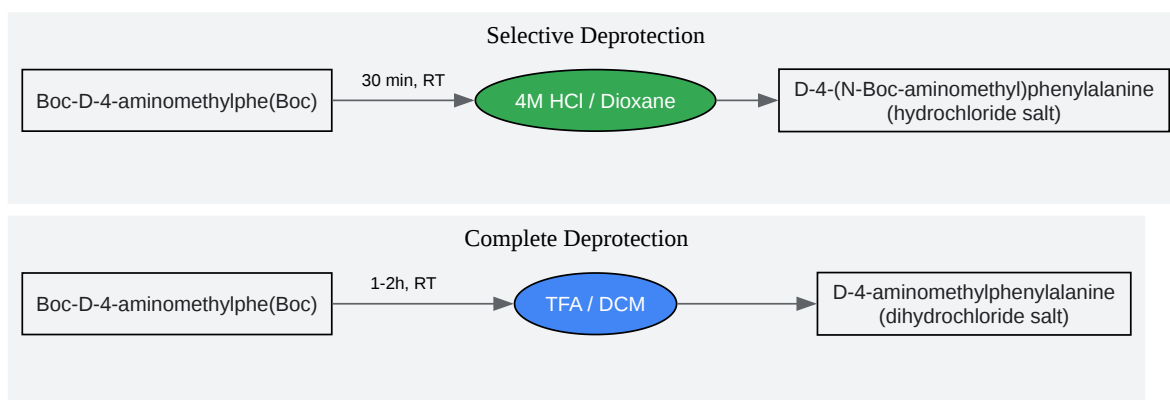 Selective Deprotection
Boc-D-4-aminomethylphe(Boc)
30 min, RT
4M HCl / Dioxane
D-4-(N-Boc-aminomethyl)phenylalanine
(hydrochloride salt)
Complete Deprotection
Boc-D-4-aminomethylphe(Boc)
1-2h, RT
TFA / DCM
D-4-aminomethylphenylalanine
(dihydrochloride salt)